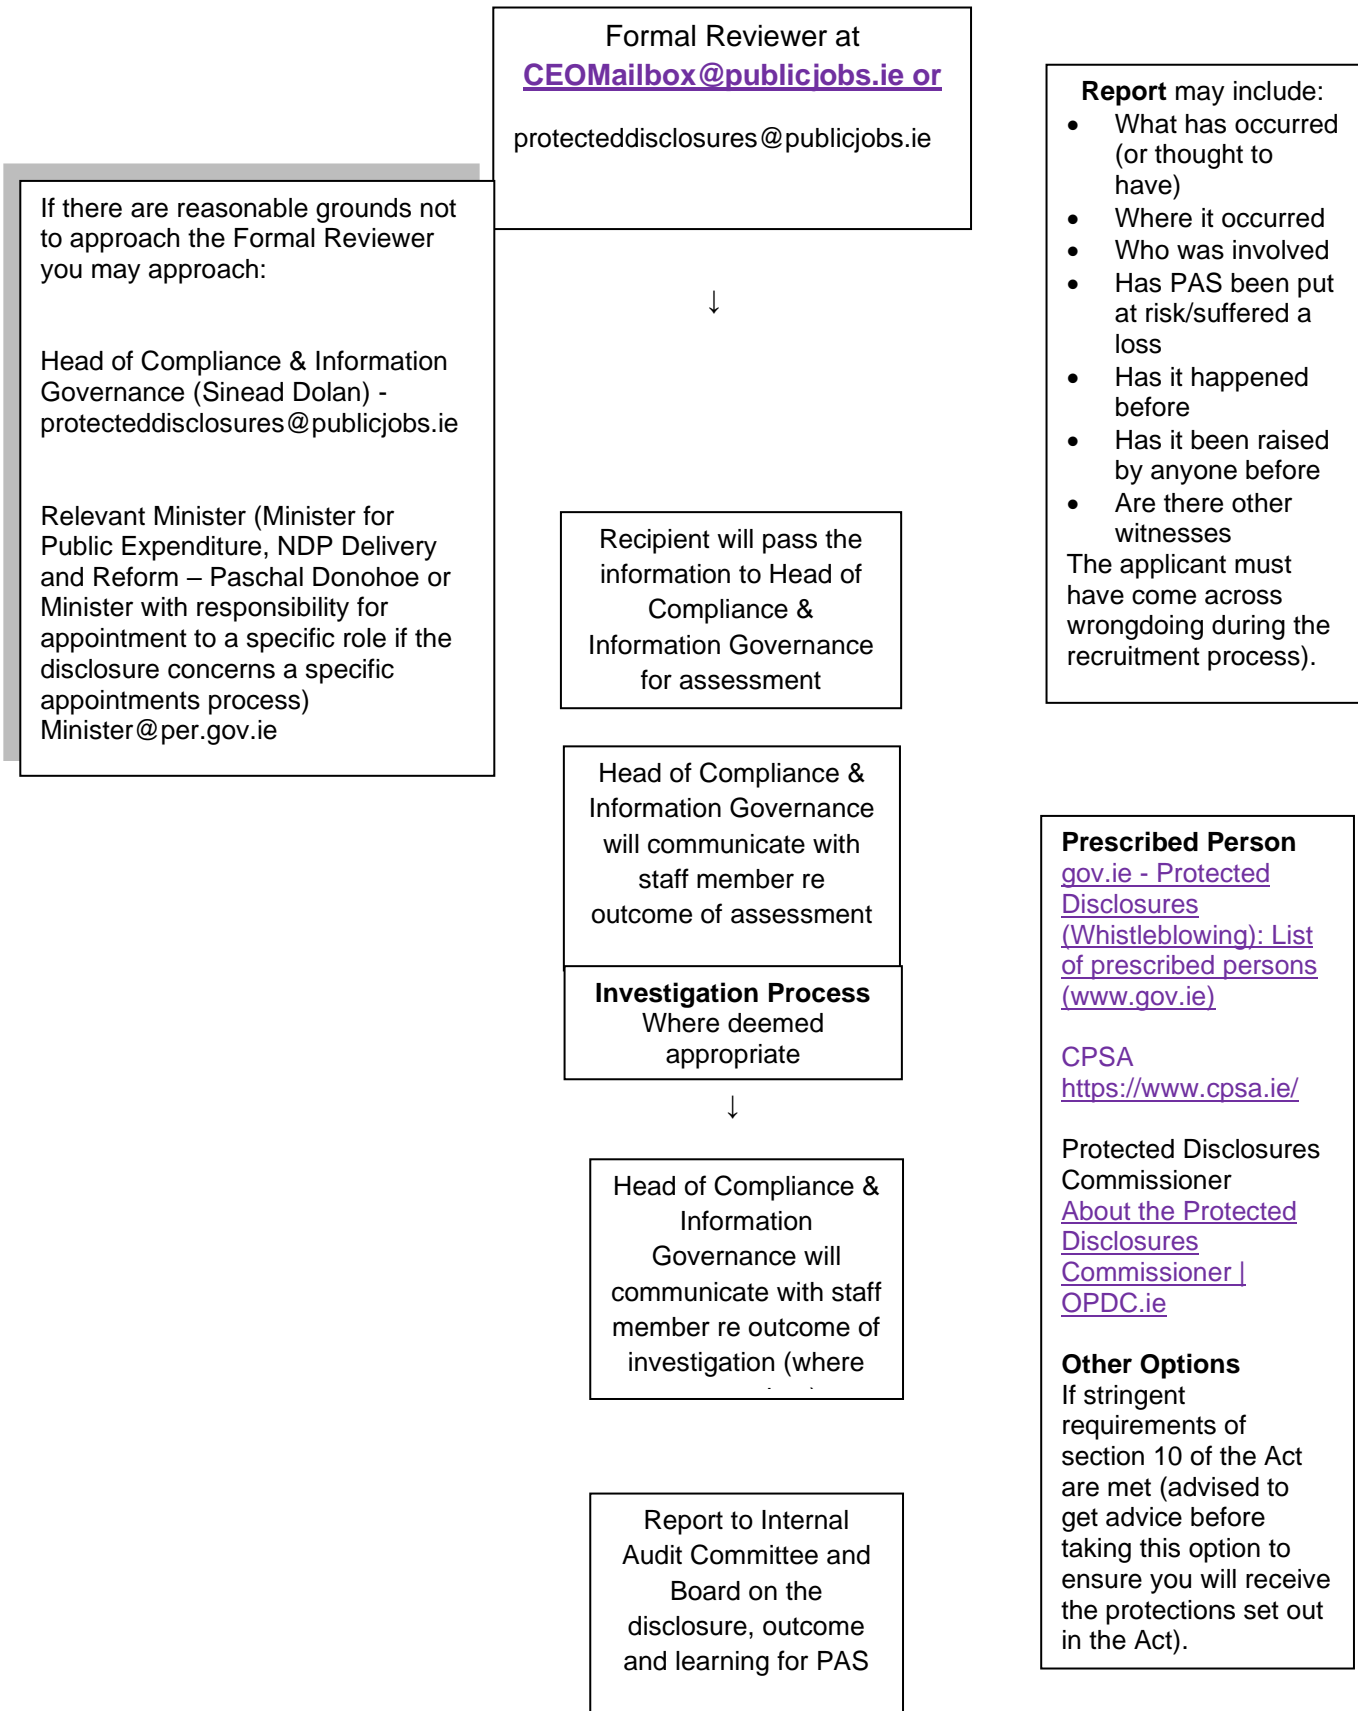 Formal Reviewer at
CEOMailbox@publicjobs.ie or
protecteddisclosures@publicjobs.ie
If there are reasonable grounds not
to approach the Formal Reviewer
you may approach:
Head of Compliance & Information
Governance (Sinead Dolan) -
protecteddisclosures@publicjobs.ie
Relevant Minister (Minister for
Public Expenditure, NDP Delivery
and Reform – Paschal Donohoe or
Minister with responsibility for
appointment to a specific role if the
disclosure concerns a specific
appointments process)
Minister@per.gov.ie
↓
Recipient will pass the
information to Head of
Compliance &
Information Governance
for assessment
Head of Compliance &
Information Governance
will communicate with
staff member re
outcome of assessment
Investigation Process
Where deemed
appropriate
↓
Head of Compliance &
Information
Governance will
communicate with staff
member re outcome of
investigation (where
Report to Internal
Audit Committee and
Board on the
disclosure, outcome
and learning for PAS
Report may include:
• What has occurred
(or thought to
have)
• Where it occurred
• Who was involved
• Has PAS been put
at risk/suffered a
loss
• Has it happened
before
• Has it been raised
by anyone before
• Are there other
witnesses
The applicant must
have come across
wrongdoing during the
recruitment process).
Prescribed Person
gov.ie - Protected
Disclosures
(Whistleblowing): List
of prescribed persons
(www.gov.ie)
CPSA
https://www.cpsa.ie/
Protected Disclosures
Commissioner
About the Protected
Disclosures
Commissioner |
OPDC.ie
Other Options
If stringent
requirements of
section 10 of the Act
are met (advised to
get advice before
taking this option to
ensure you will receive
the protections set out
in the Act).